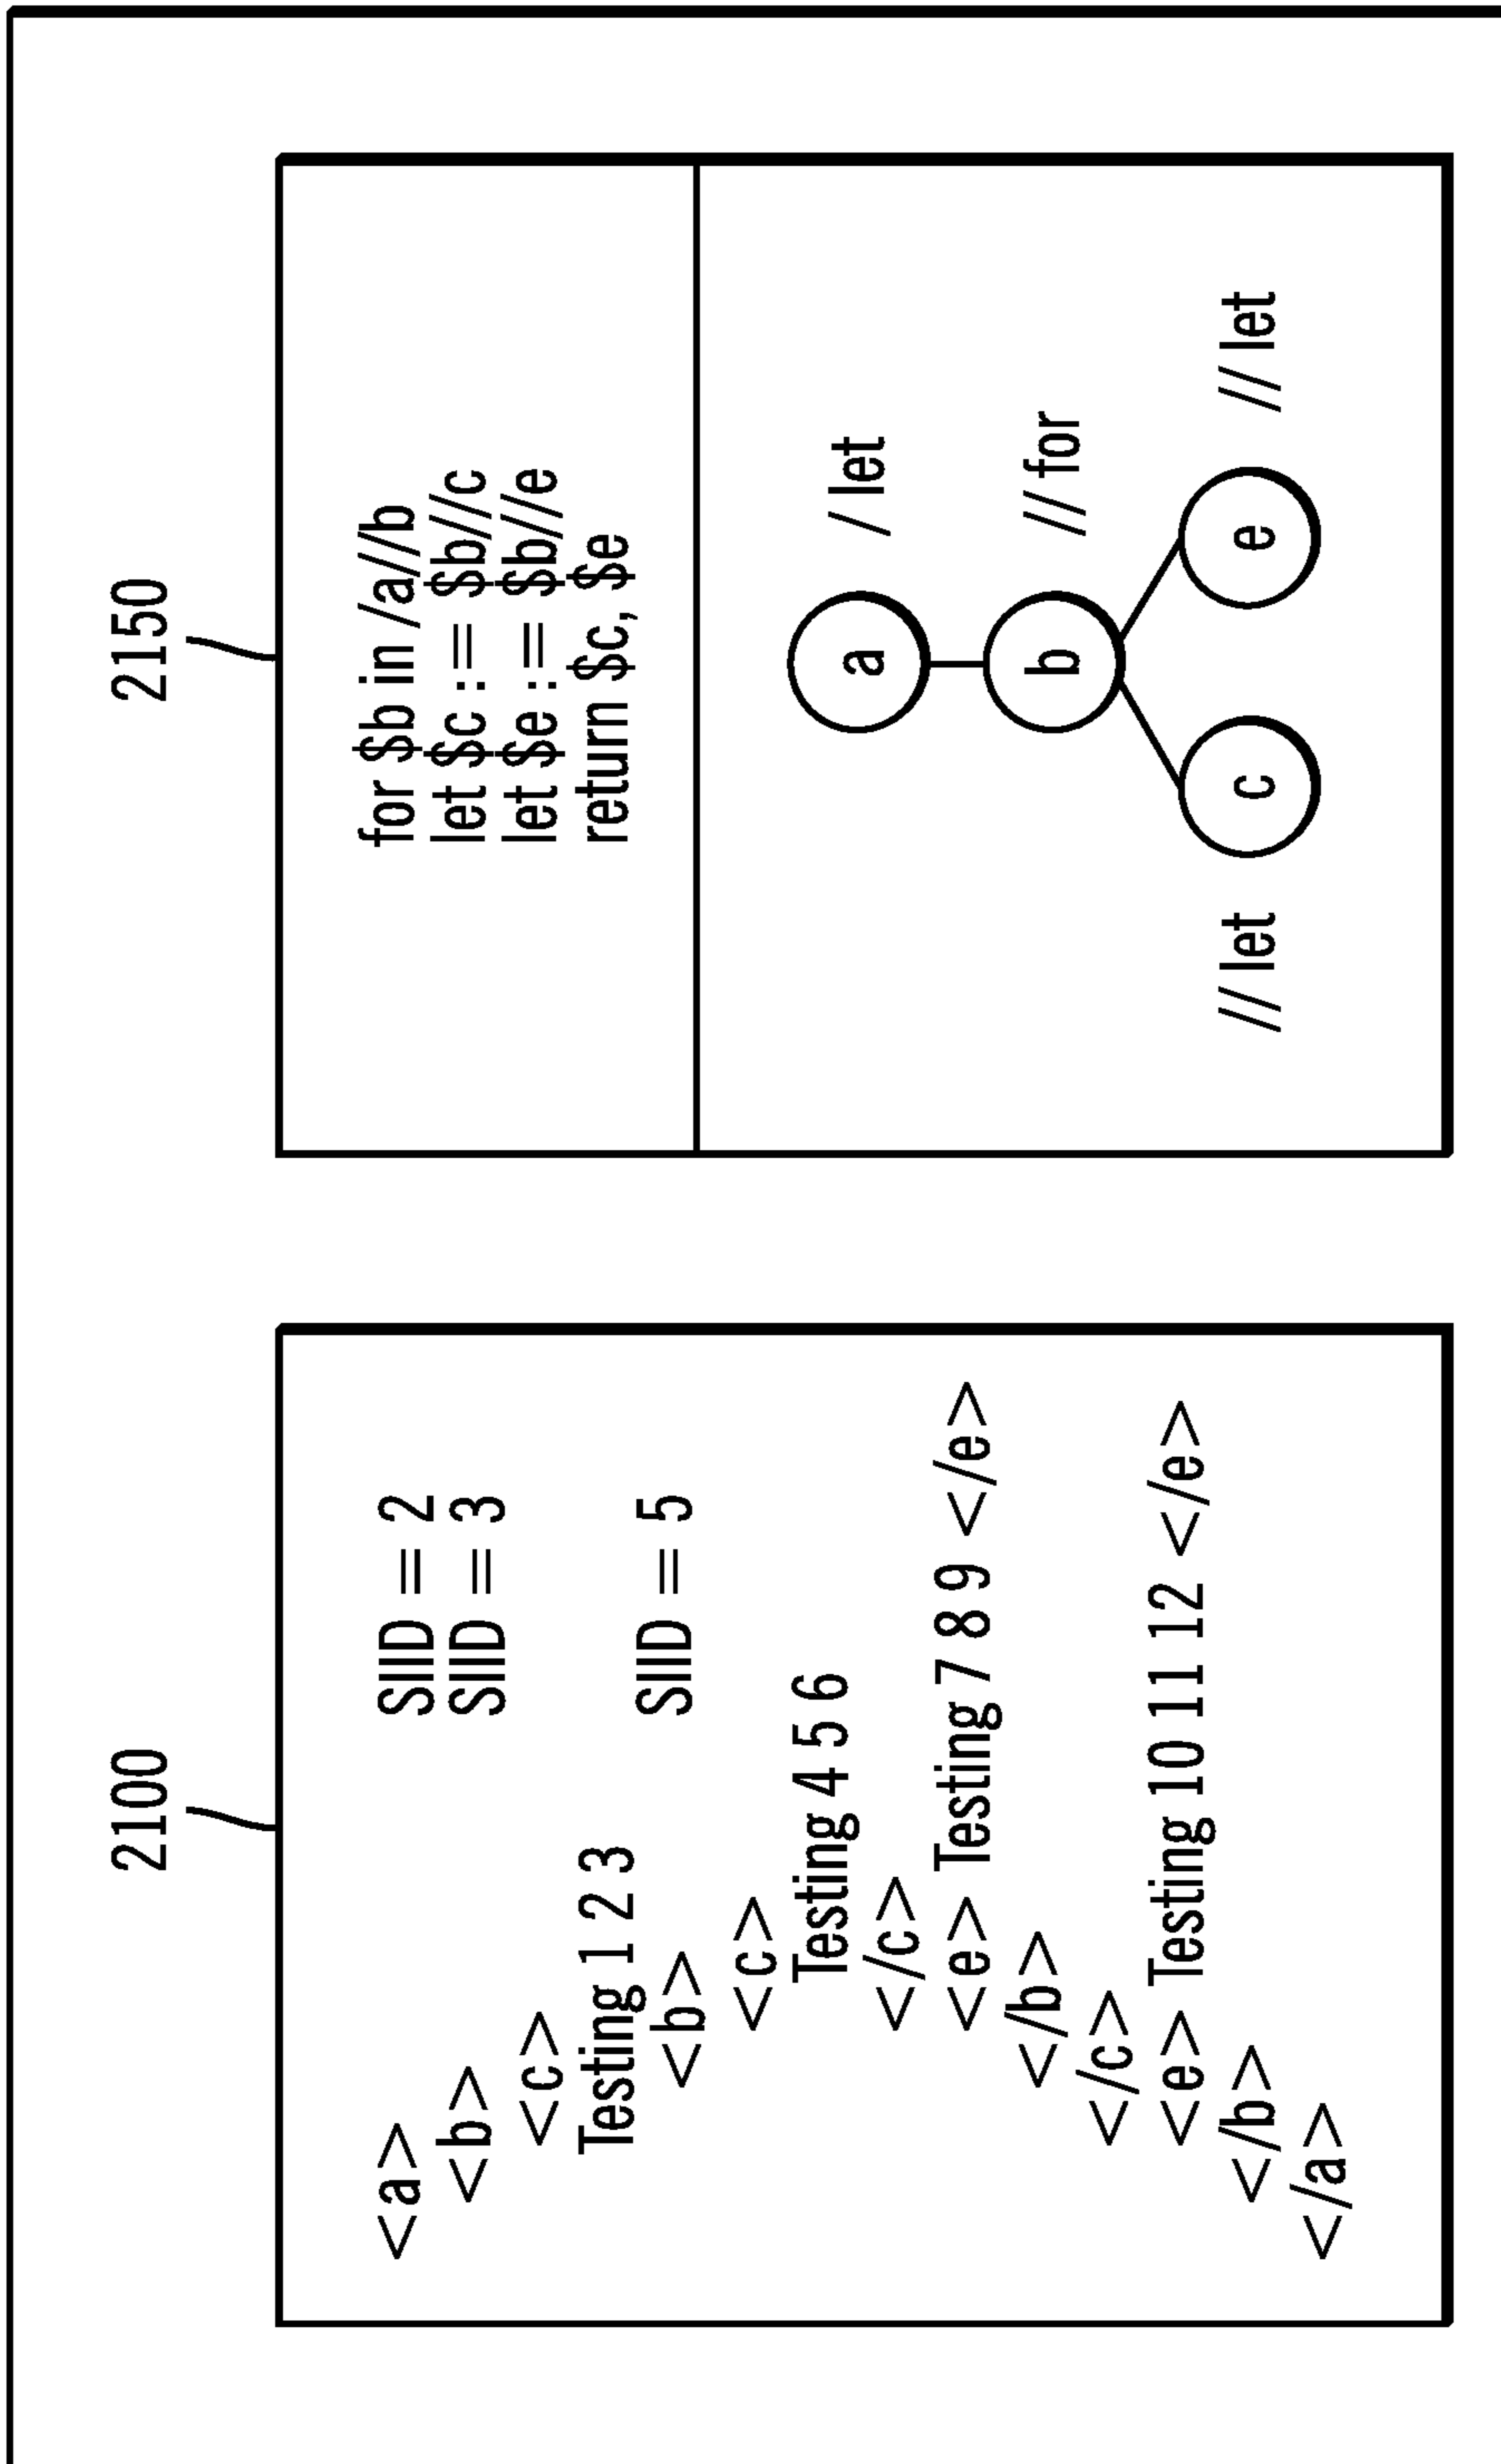 2100
<a> SIID = 2
<b> SIID = 3
<c>
Testing 1 2 3
<b> SIID = 5
<c>
Testing 4 5 6
</c>
<e> Testing 7 8 9 </e>
</b>
</c>
<e> Testing 10 11 12 </e>
</b>
</a>
2150
for $b in /a//b
let $c : = $b//c
let $e : = $b//e
return $c, $e
a / let
b // for
// let c e // let